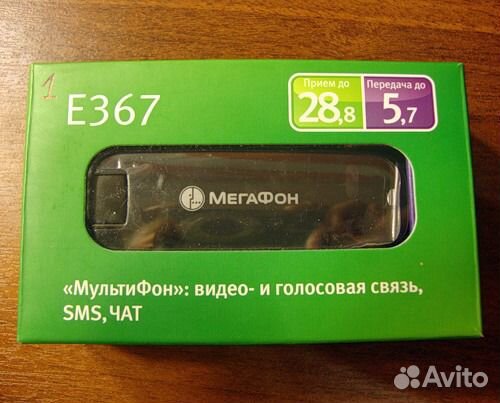 1
E367
Прием до
28,8
Передача до
5,7
МЕГАФОН
«МультиФон»: видео- и голосовая связь,
SMS, ЧАТ
Avito